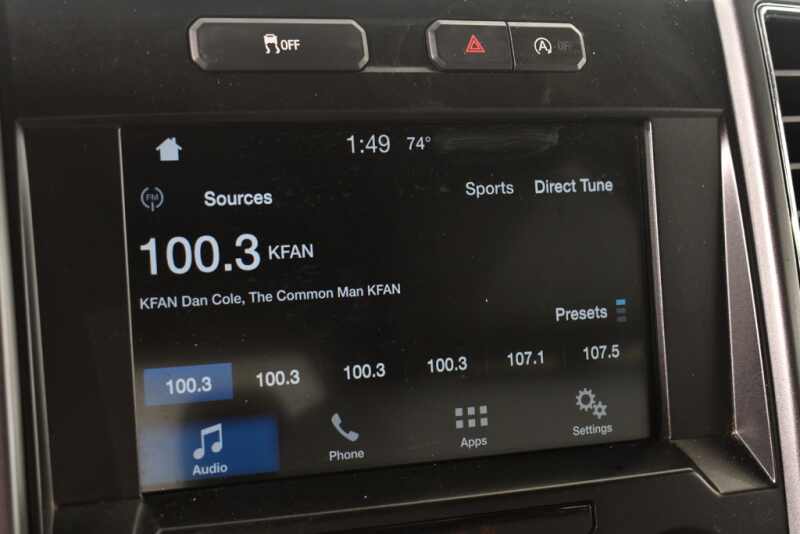 OFF
A OFF
1:49 74°
FM Sources Sports Direct Tune
100.3 KFAN
KFAN Dan Cole, The Common Man KFAN
Presets
100.3 100.3 100.3 100.3 107.1 107.5
Audio Phone Apps Settings